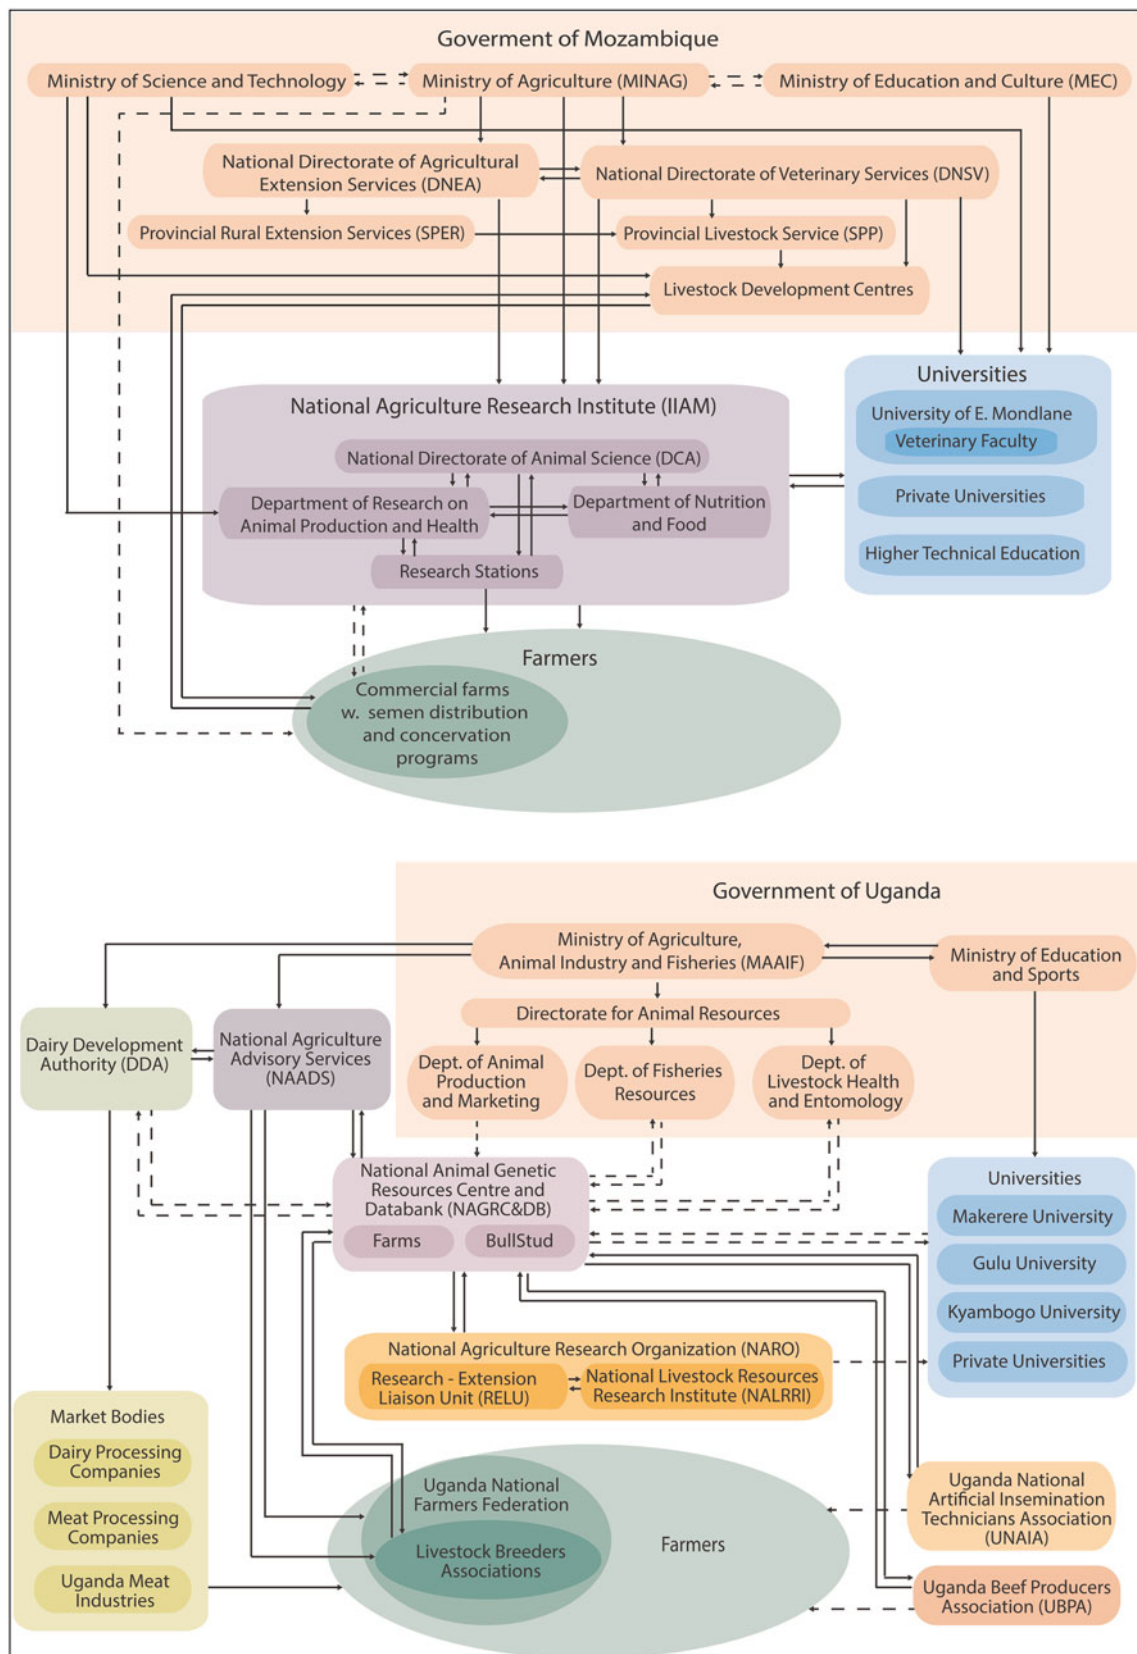 Goverment of Mozambique
Ministry of Science and Technology
Ministry of Agriculture (MINAG)
Ministry of Education and Culture (MEC)
National Directorate of Agricultural
Extension Services (DNEA)
National Directorate of Veterinary Services (DNSV)
Provincial Rural Extension Services (SPER)
Provincial Livestock Service (SPP)
Livestock Development Centres
National Agriculture Research Institute (IIAM)
National Directorate of Animal Science (DCA)
Department of Research on
Animal Production and Health
Department of Nutrition
and Food
Research Stations
Universities
University of E. Mondlane
Veterinary Faculty
Private Universities
Higher Technical Education
Farmers
Commercial farms
w. semen distribution
and concervation
programs
Government of Uganda
Ministry of Agriculture,
Animal Industry and Fisheries (MAAIF)
Ministry of Education
and Sports
Directorate for Animal Resources
Dairy Development
Authority (DDA)
National Agriculture
Advisory Services
(NAADS)
Dept. of Animal
Production
and Marketing
Dept. of Fisheries
Resources
Dept. of
Livestock Health
and Entomology
National Animal Genetic
Resources Centre and
Databank (NAGRC&DB)
Farms
BullStud
Universities
Makerere University
Gulu University
Kyambogo University
Private Universities
National Agriculture Research Organization (NARO)
Research - Extension
Liaison Unit (RELU)
National Livestock Resources
Research Institute (NALRRI)
Market Bodies
Dairy Processing
Companies
Meat Processing
Companies
Uganda Meat
Industries
Uganda National
Farmers Federation
Livestock Breeders
Associations
Farmers
Uganda National
Artificial Insemination
Technicians Association
(UNAIA)
Uganda Beef Producers
Association (UBPA)